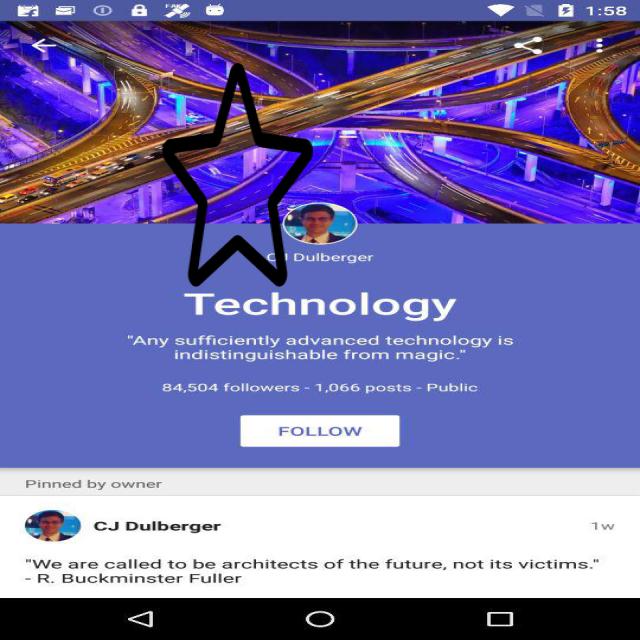 1:58
CJ Dulberger
Technology
"Any sufficiently advanced technology is
indistinguishable from magic."
84,504 followers - 1,066 posts - Public
FOLLOW
Pinned by owner
CJ Dulberger
1w
"We are called to be architects of the future, not its victims."
- R. Buckminster Fuller